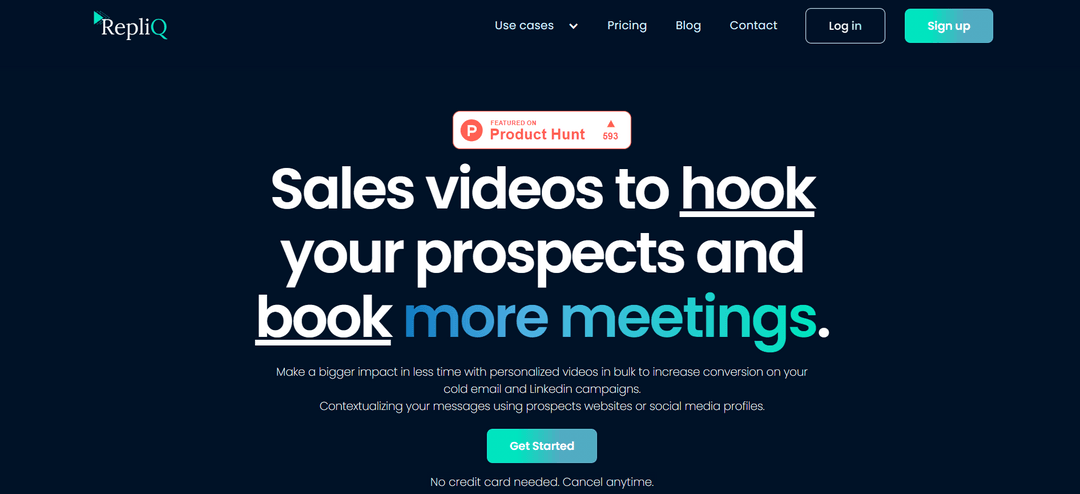 RepliQ
Use cases
Pricing
Blog
Contact
Log in
Sign up
P
FEATURED ON
Product Hunt
593
Sales videos to hook
your prospects and
book more meetings.
Make a bigger impact in less time with personalized videos in bulk to increase conversion on your
cold email and Linkedin campaigns.
Contextualizing your messages using prospects websites or social media profiles.
Get Started
No credit card needed. Cancel anytime.